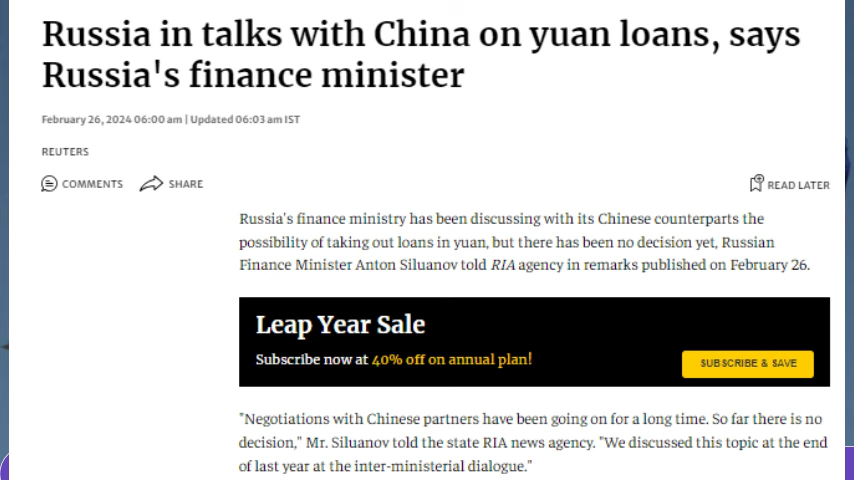 Russia in talks with China on yuan loans, says
Russia's finance minister
February 26, 2024 06:00 am | Updated 06:03 am IST
REUTERS
COMMENTS SHARE READ LATER
Russia's finance ministry has been discussing with its Chinese counterparts the
possibility of taking out loans in yuan, but there has been no decision yet, Russian
Finance Minister Anton Siluanov told RIA agency in remarks published on February 26.
Leap Year Sale
Subscribe now at 40% off on annual plan!
SUBSCRIBE & SAVE
"Negotiations with Chinese partners have been going on for a long time. So far there is no
decision," Mr. Siluanov told the state RIA news agency. "We discussed this topic at the end
of last year at the inter-ministerial dialogue."